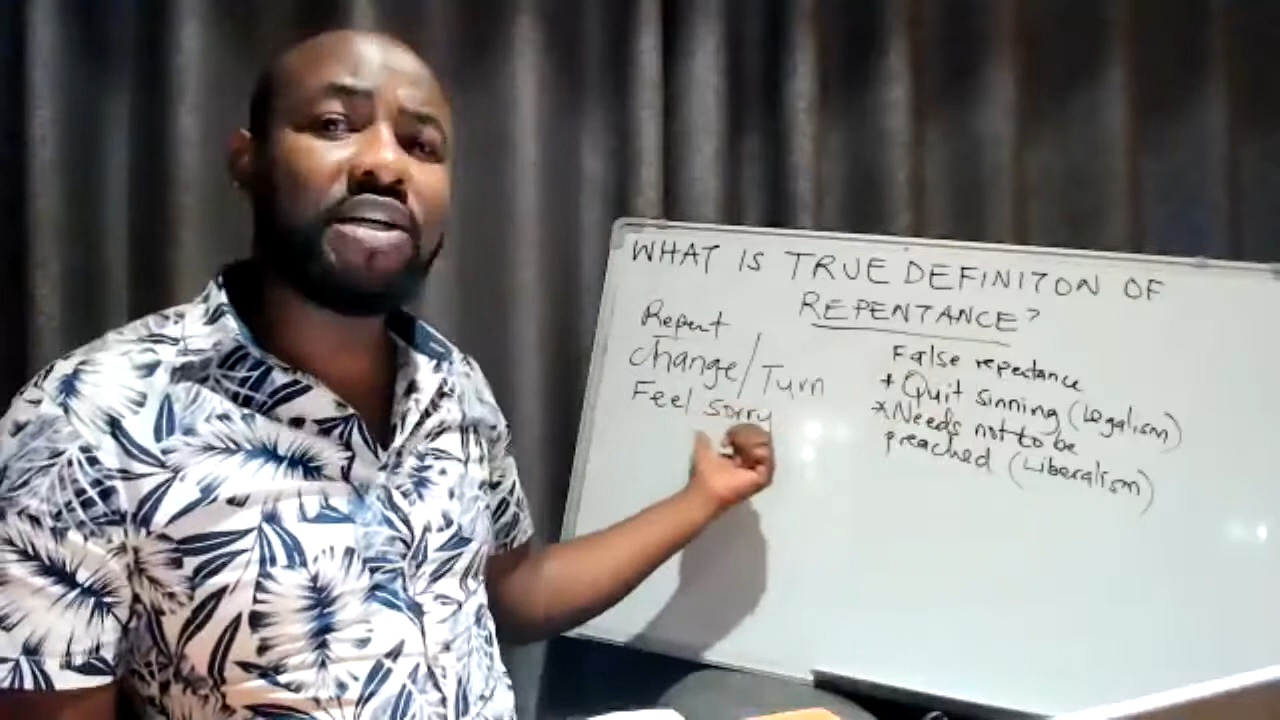 WHAT IS TRUE DEFINITON OF
REPENTANCE?
Repent
Change/Turn
Feel sorry
False repentance
* Quit sinning (Legalism)
* Needs not to be
preached (Liberalism)